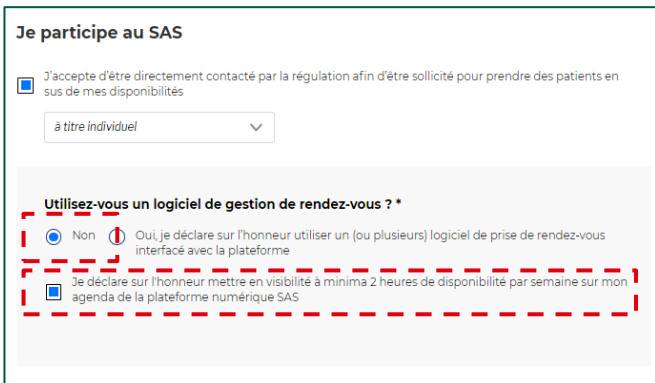 Je participe au SAS
J'accepte d'être directement contacté par la régulation afin d'être sollicité pour prendre des patients en
sus de mes disponibilités
à titre individuel
Utilisez-vous un logiciel de gestion de rendez-vous ? *
Non Oui, je déclare sur l'honneur utiliser un (ou plusieurs) logiciel de prise de rendez-vous
interfacé avec la plateforme
Je déclare sur l'honneur mettre en visibilité à minima 2 heures de disponibilité par semaine sur mon
agenda de la plateforme numérique SAS